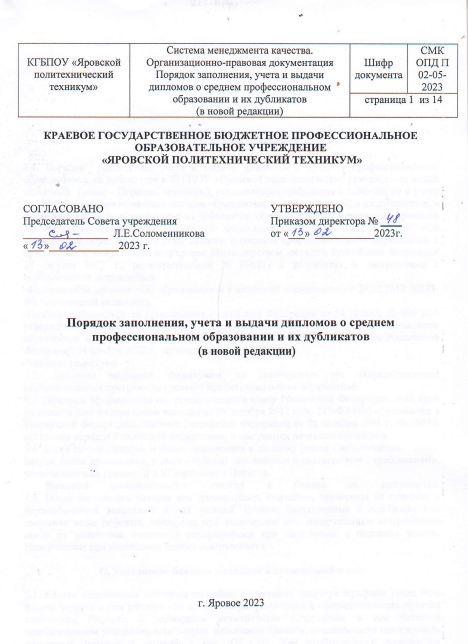 КГБПОУ «Яровской
политехнический
техникум»
Система менеджмента качества.
Организационно-правовая документация
Порядок заполнения, учета и выдачи
дипломов о среднем профессиональном
образовании и их дубликатов
(в новой редакции)
Шифр
документа
СМК
ОПД П
02-05-
2023
страница 1 из 14
КРАЕВОЕ ГОСУДАРСТВЕННОЕ БЮДЖЕТНОЕ ПРОФЕССИОНАЛЬНОЕ
ОБРАЗОВАТЕЛЬНОЕ УЧРЕЖДЕНИЕ
«ЯРОВСКОЙ ПОЛИТЕХНИЧЕСКИЙ ТЕХНИКУМ»
СОГЛАСОВАНО
Председатель Совета учреждения
Л.Е.Соломенникова
«13» 02 2023 г.
УТВЕРЖДЕНО
Приказом директора № 48
от «13» 02 2023г.
Порядок заполнения, учета и выдачи дипломов о среднем
профессиональном образовании и их дубликатов
(в новой редакции)
г. Яровое 2023